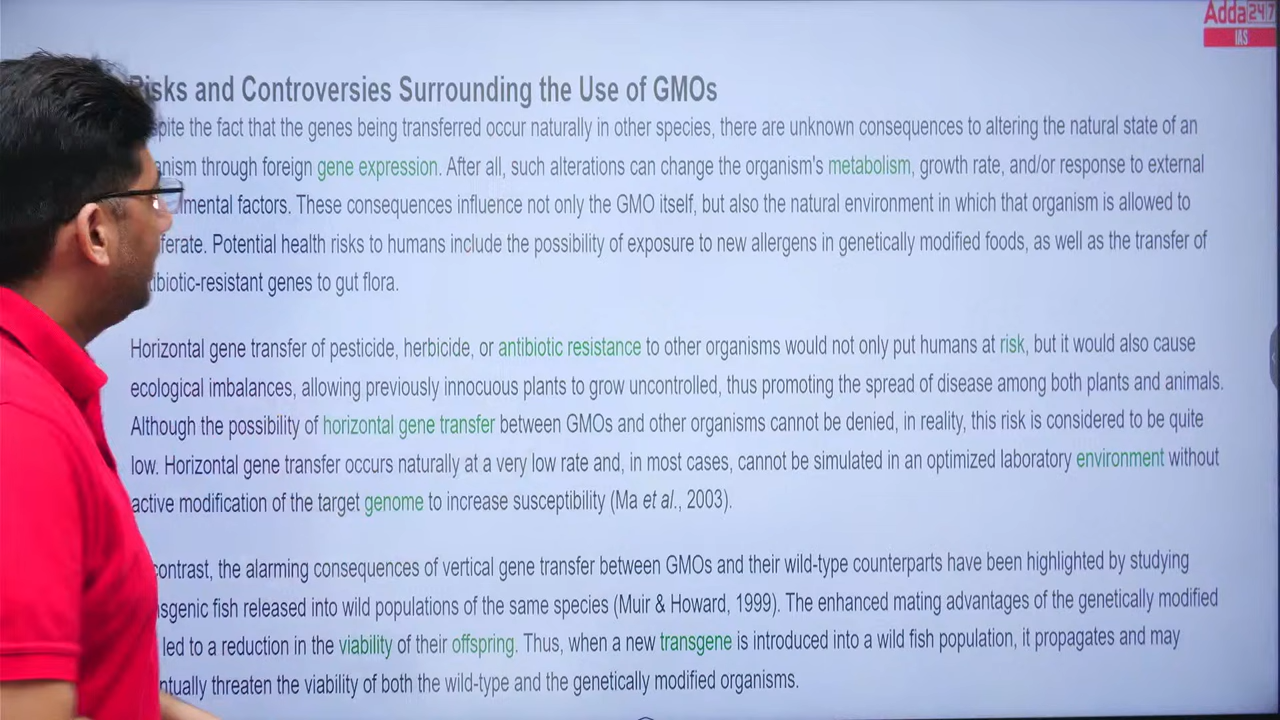 Adda 24|7
IAS
Risks and Controversies Surrounding the Use of GMOs
spite the fact that the genes being transferred occur naturally in other species, there are unknown consequences to altering the natural state of an
anism through foreign gene expression. After all, such alterations can change the organism's metabolism, growth rate, and/or response to external
mental factors. These consequences influence not only the GMO itself, but also the natural environment in which that organism is allowed to
ferate. Potential health risks to humans include the possibility of exposure to new allergens in genetically modified foods, as well as the transfer of
ibiotic-resistant genes to gut flora.
Horizontal gene transfer of pesticide, herbicide, or antibiotic resistance to other organisms would not only put humans at risk, but it would also cause
ecological imbalances, allowing previously innocuous plants to grow uncontrolled, thus promoting the spread of disease among both plants and animals.
Although the possibility of horizontal gene transfer between GMOs and other organisms cannot be denied, in reality, this risk is considered to be quite
low. Horizontal gene transfer occurs naturally at a very low rate and, in most cases, cannot be simulated in an optimized laboratory environment without
active modification of the target genome to increase susceptibility (Ma et al., 2003).
contrast, the alarming consequences of vertical gene transfer between GMOs and their wild-type counterparts have been highlighted by studying
nsgenic fish released into wild populations of the same species (Muir & Howard, 1999). The enhanced mating advantages of the genetically modified
led to a reduction in the viability of their offspring. Thus, when a new transgene is introduced into a wild fish population, it propagates and may
ntually threaten the viability of both the wild-type and the genetically modified organisms.